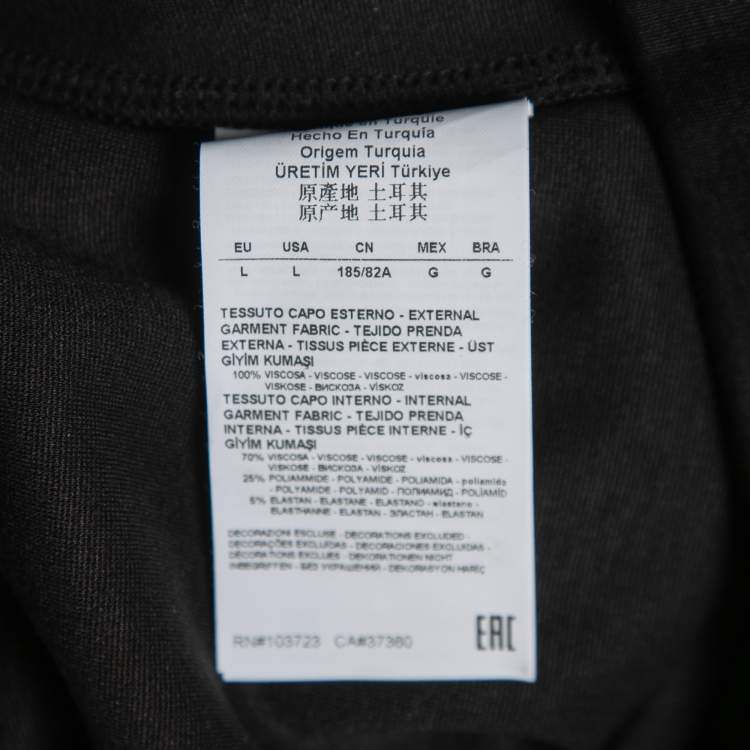 en Turquie
Hecho En Turquía
Origem Turquia
ÜRETİM YERİ Türkiye
原產地 土耳其
原产地 土耳其
EU USA CN MEX BRA
L L 185/82A G G
TESSUTO CAPO ESTERNO - EXTERNAL
GARMENT FABRIC - TEJIDO PRENDA
EXTERNA - TISSUS PIÈCE EXTERNE - ÜST
GİYİM KUMAŞI
100% VISCOSA - VISCOSE - VISCOSE - viscosa - VISCOSE -
VISKOSE - ВИСКОЗА - VİSKOZ
TESSUTO CAPO INTERNO - INTERNAL
GARMENT FABRIC - TEJIDO PRENDA
INTERNA - TISSUS PIÈCE INTERNE - İÇ
GİYİM KUMAŞI
70% VISCOSA - VISCOSE - VISCOSE - viscosa - VISCOSE -
VISKOSE - ВИСКОЗА - VİSKOZ
25% POLIAMMIDE - POLYAMIDE - POLIAMIDA - poliamida
- POLYAMIDE - POLYAMID - ПОЛИАМИД - POLİAMİD
5% ELASTAN - ELASTANE - ELASTANO - elastano -
ELASTHANNE - ELASTAN - ЭЛАСТАН - ELASTAN
DECORAZIONI ESCLUSE - DECORATIONS EXCLUDED -
DECORAÇÕES EXCLUÍDAS - DECORACIONES EXCLUIDAS -
DÉCORATIONS EXCLUES - DEKORATIONEN NICHT
INBEGRIFFEN - БЕЗ УКРАШЕНИЙ - DEKORASYON HARİÇ
RN#103723 CA#37380
EAC